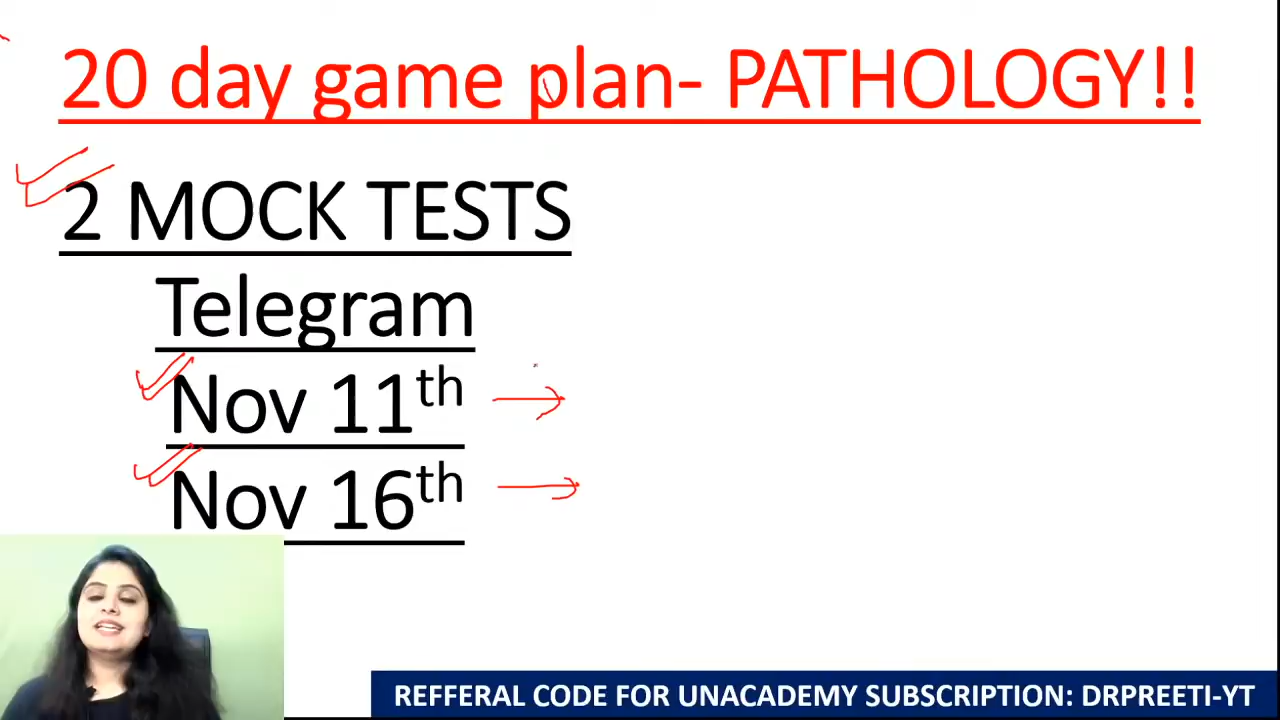 20 day game plan- PATHOLOGY!!
2 MOCK TESTS
Telegram
Nov 11th
Nov 16th
REFFERAL CODE FOR UNACADEMY SUBSCRIPTION: DRPREETI-YT